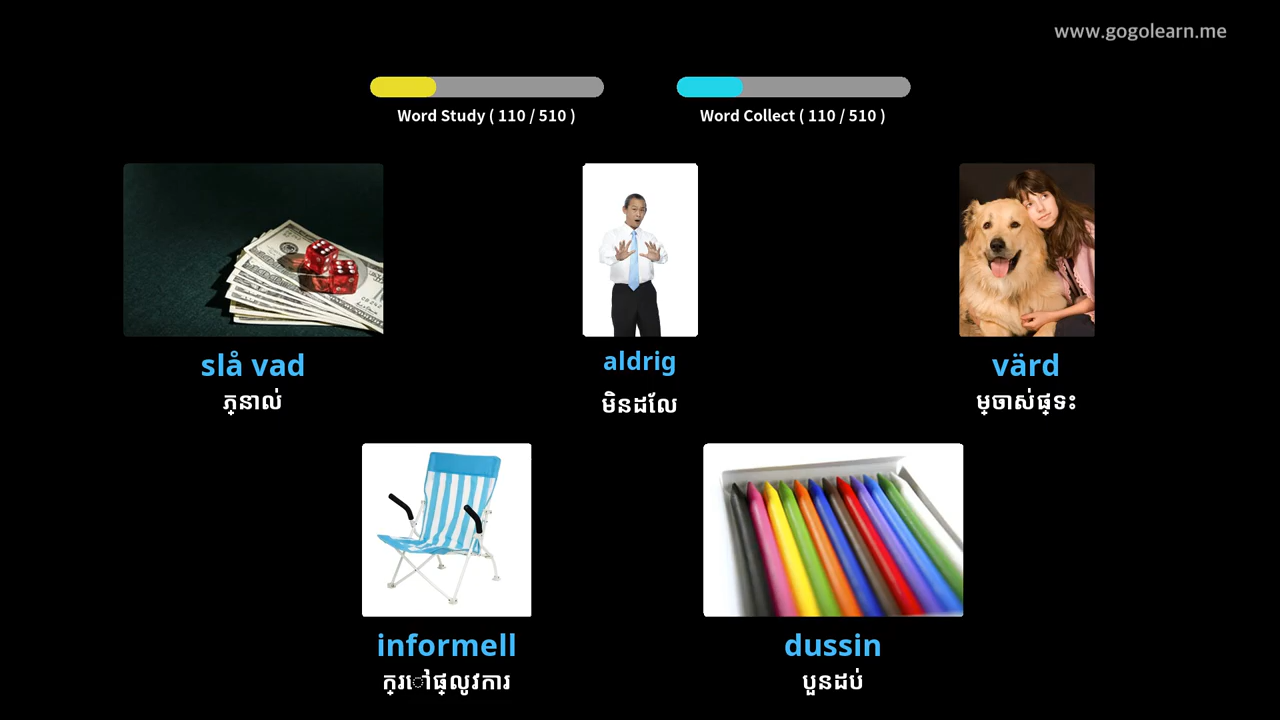 www.gogolearn.me
Word Study ( 110 / 510 )
Word Collect ( 110 / 510 )
slå vad
ភ្នាល់
aldrig
មិនដលែ
värd
ម្ចាស់ផ្ទះ
informell
ក្រៅផ្លូវការ
dussin
បួនដប់